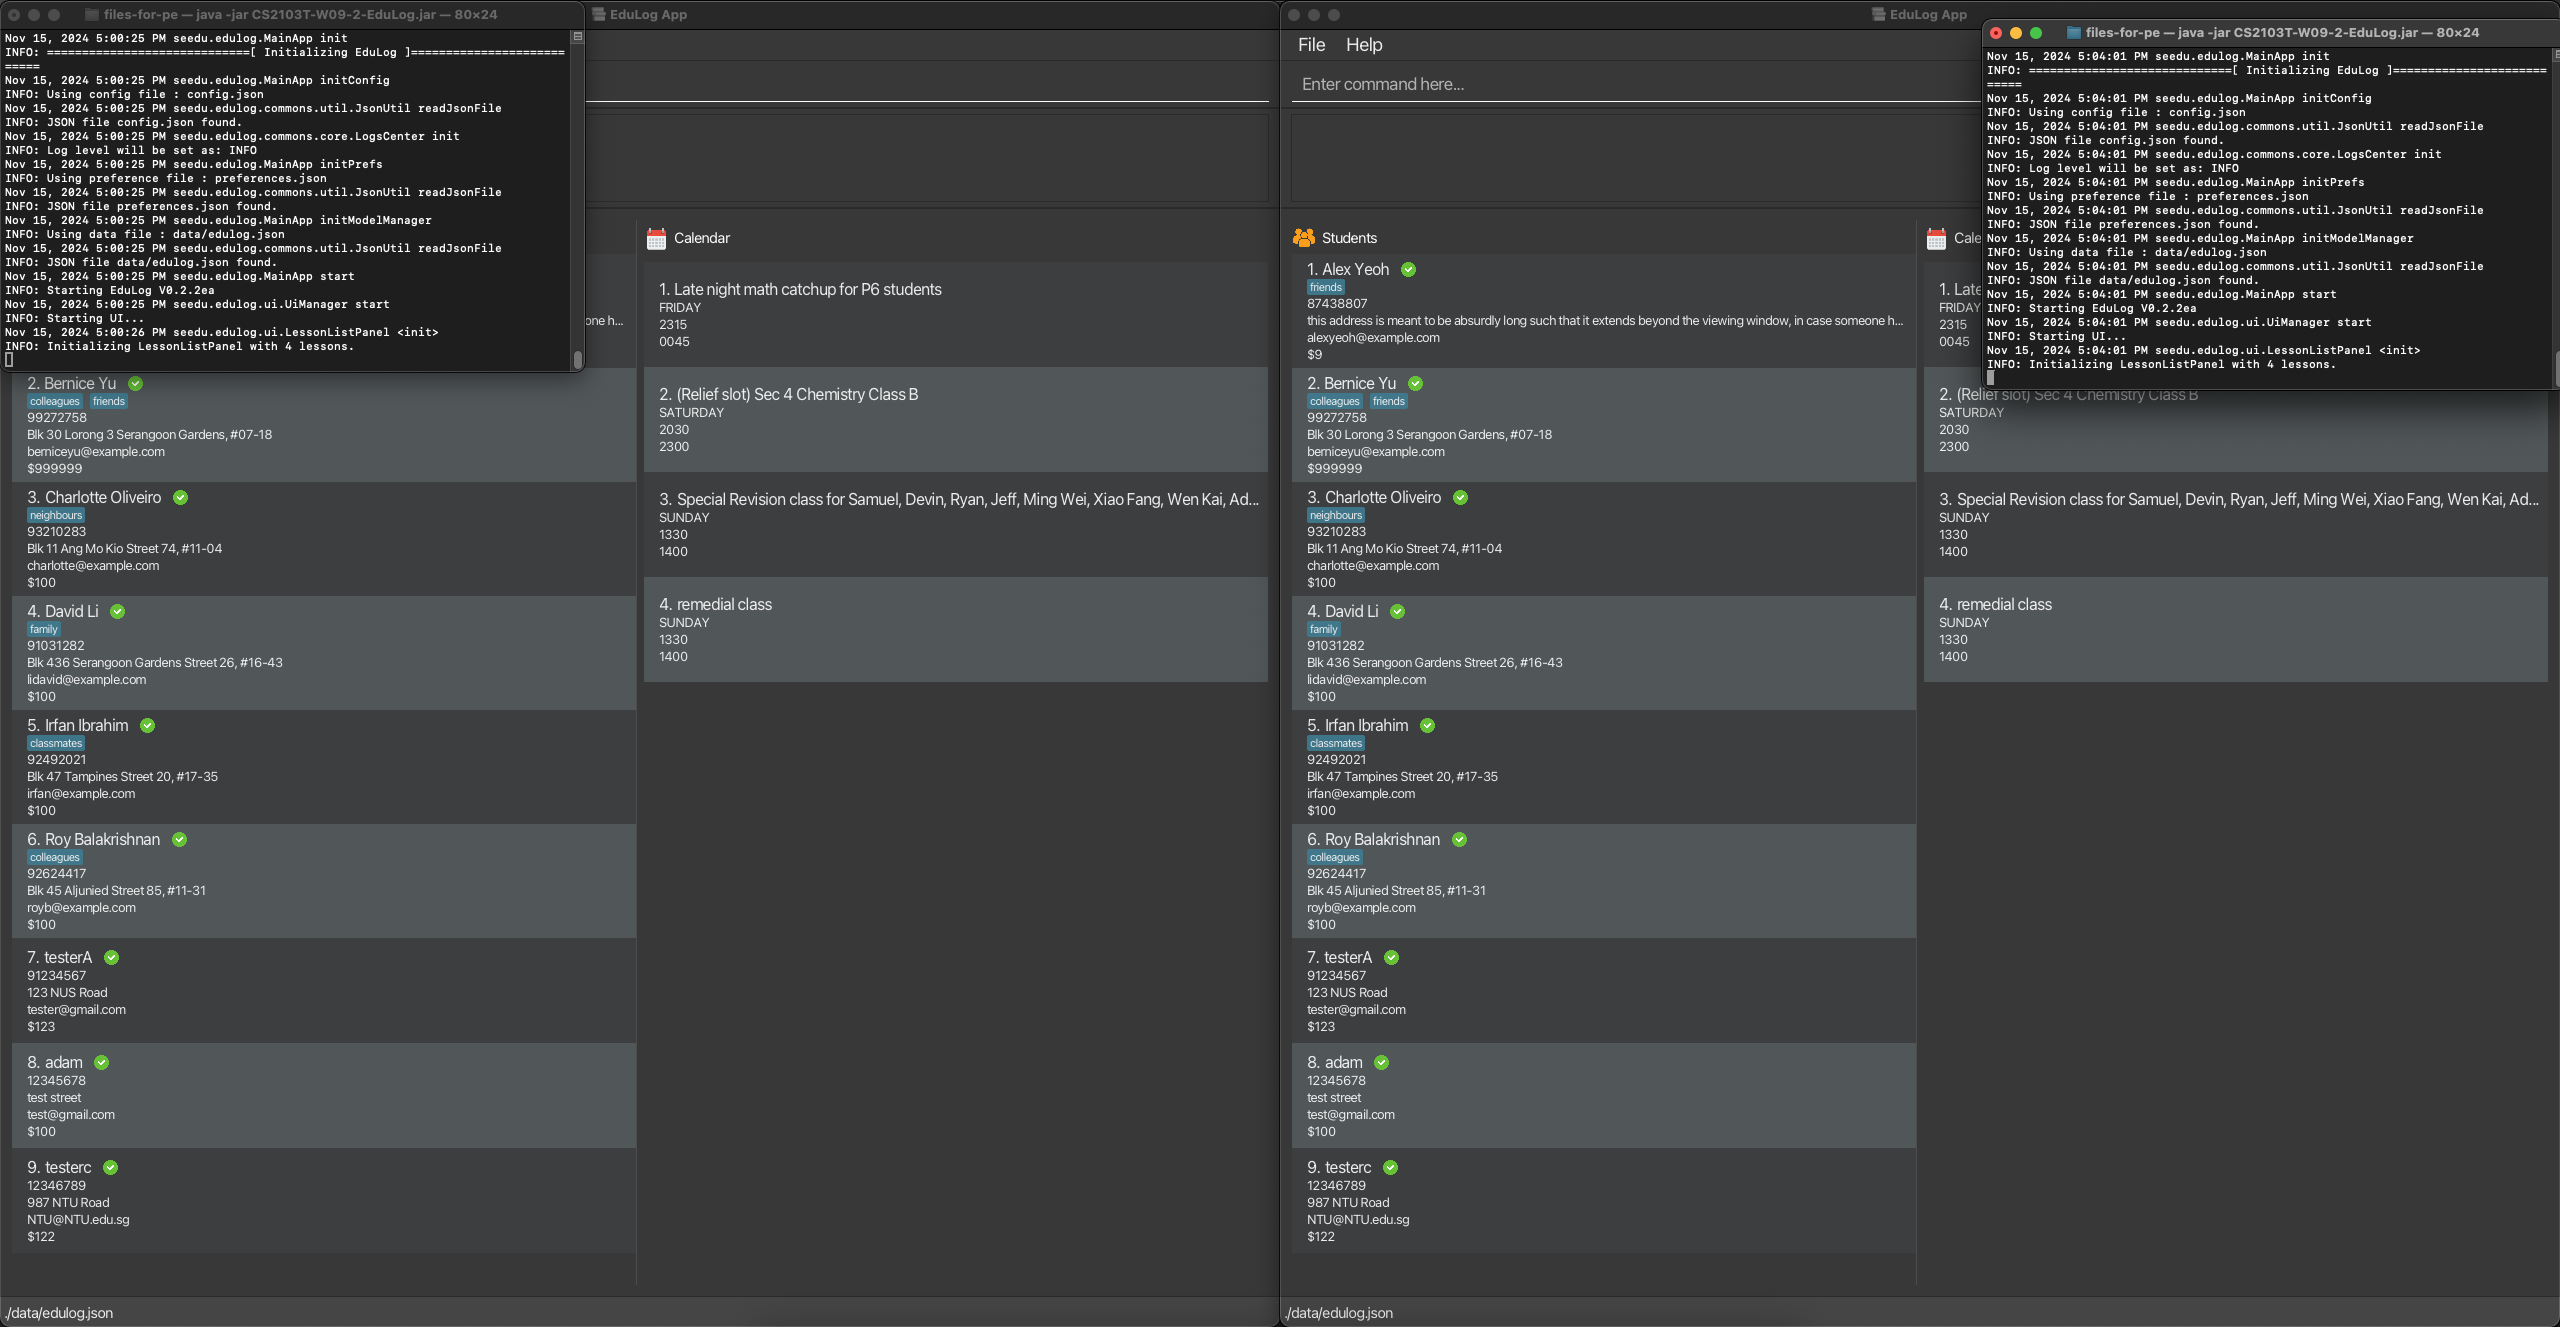 files-for-pe — java -jar CS2103T-W09-2-EduLog.jar — 80×24
Nov 15, 2024 5:00:25 PM seedu.edulog.MainApp init
INFO: =============================[ Initializing EduLog ]======================
=====
Nov 15, 2024 5:00:25 PM seedu.edulog.MainApp initConfig
INFO: Using config file : config.json
Nov 15, 2024 5:00:25 PM seedu.edulog.commons.util.JsonUtil readJsonFile
INFO: JSON file config.json found.
Nov 15, 2024 5:00:25 PM seedu.edulog.commons.core.LogsCenter init
INFO: Log level will be set as: INFO
Nov 15, 2024 5:00:25 PM seedu.edulog.MainApp initPrefs
INFO: Using preference file : preferences.json
Nov 15, 2024 5:00:25 PM seedu.edulog.commons.util.JsonUtil readJsonFile
INFO: JSON file preferences.json found.
Nov 15, 2024 5:00:25 PM seedu.edulog.MainApp initModelManager
INFO: Using data file : data/edulog.json
Nov 15, 2024 5:00:25 PM seedu.edulog.commons.util.JsonUtil readJsonFile
INFO: JSON file data/edulog.json found.
Nov 15, 2024 5:00:25 PM seedu.edulog.MainApp start
INFO: Starting EduLog V0.2.2ea
Nov 15, 2024 5:00:25 PM seedu.edulog.ui.UiManager start
INFO: Starting UI...
Nov 15, 2024 5:00:26 PM seedu.edulog.ui.LessonListPanel <init>
INFO: Initializing LessonListPanel with 4 lessons.
EduLog App
one h...
2. Bernice Yu
colleagues friends
99272758
Blk 30 Lorong 3 Serangoon Gardens, #07-18
berniceyu@example.com
$999999
3. Charlotte Oliveiro
neighbours
93210283
Blk 11 Ang Mo Kio Street 74, #11-04
charlotte@example.com
$100
4. David Li
family
91031282
Blk 436 Serangoon Gardens Street 26, #16-43
lidavid@example.com
$100
5. Irfan Ibrahim
classmates
92492021
Blk 47 Tampines Street 20, #17-35
irfan@example.com
$100
6. Roy Balakrishnan
colleagues
92624417
Blk 45 Aljunied Street 85, #11-31
royb@example.com
$100
7. testerA
91234567
123 NUS Road
tester@gmail.com
$123
8. adam
12345678
test street
test@gmail.com
$100
9. testerc
12346789
987 NTU Road
NTU@NTU.edu.sg
$122
Calendar
1. Late night math catchup for P6 students
FRIDAY
2315
0045
2. (Relief slot) Sec 4 Chemistry Class B
SATURDAY
2030
2300
3. Special Revision class for Samuel, Devin, Ryan, Jeff, Ming Wei, Xiao Fang, Wen Kai, Ad...
SUNDAY
1330
1400
4. remedial class
SUNDAY
1330
1400
./data/edulog.json
EduLog App
File Help
Enter command here...
Students
1. Alex Yeoh
friends
87438807
this address is meant to be absurdly long such that it extends beyond the viewing window, in case someone h...
alexyeoh@example.com
$9
2. Bernice Yu
colleagues friends
99272758
Blk 30 Lorong 3 Serangoon Gardens, #07-18
berniceyu@example.com
$999999
3. Charlotte Oliveiro
neighbours
93210283
Blk 11 Ang Mo Kio Street 74, #11-04
charlotte@example.com
$100
4. David Li
family
91031282
Blk 436 Serangoon Gardens Street 26, #16-43
lidavid@example.com
$100
5. Irfan Ibrahim
classmates
92492021
Blk 47 Tampines Street 20, #17-35
irfan@example.com
$100
6. Roy Balakrishnan
colleagues
92624417
Blk 45 Aljunied Street 85, #11-31
royb@example.com
$100
7. testerA
91234567
123 NUS Road
tester@gmail.com
$123
8. adam
12345678
test street
test@gmail.com
$100
9. testerc
12346789
987 NTU Road
NTU@NTU.edu.sg
$122
files-for-pe — java -jar CS2103T-W09-2-EduLog.jar — 80×24
Nov 15, 2024 5:04:01 PM seedu.edulog.MainApp init
INFO: =============================[ Initializing EduLog ]======================
=====
Nov 15, 2024 5:04:01 PM seedu.edulog.MainApp initConfig
INFO: Using config file : config.json
Nov 15, 2024 5:04:01 PM seedu.edulog.commons.util.JsonUtil readJsonFile
INFO: JSON file config.json found.
Nov 15, 2024 5:04:01 PM seedu.edulog.commons.core.LogsCenter init
INFO: Log level will be set as: INFO
Nov 15, 2024 5:04:01 PM seedu.edulog.MainApp initPrefs
INFO: Using preference file : preferences.json
Nov 15, 2024 5:04:01 PM seedu.edulog.commons.util.JsonUtil readJsonFile
INFO: JSON file preferences.json found.
Nov 15, 2024 5:04:01 PM seedu.edulog.MainApp initModelManager
INFO: Using data file : data/edulog.json
Nov 15, 2024 5:04:01 PM seedu.edulog.commons.util.JsonUtil readJsonFile
INFO: JSON file data/edulog.json found.
Nov 15, 2024 5:04:01 PM seedu.edulog.MainApp start
INFO: Starting EduLog V0.2.2ea
Nov 15, 2024 5:04:01 PM seedu.edulog.ui.UiManager start
INFO: Starting UI...
Nov 15, 2024 5:04:01 PM seedu.edulog.ui.LessonListPanel <init>
INFO: Initializing LessonListPanel with 4 lessons.
Cale
1. Late
FRIDAY
2315
0045
2. (Relief slot) Sec 4 Chemistry Class B
SATURDAY
2030
2300
3. Special Revision class for Samuel, Devin, Ryan, Jeff, Ming Wei, Xiao Fang, Wen Kai, Ad...
SUNDAY
1330
1400
4. remedial class
SUNDAY
1330
1400
./data/edulog.json